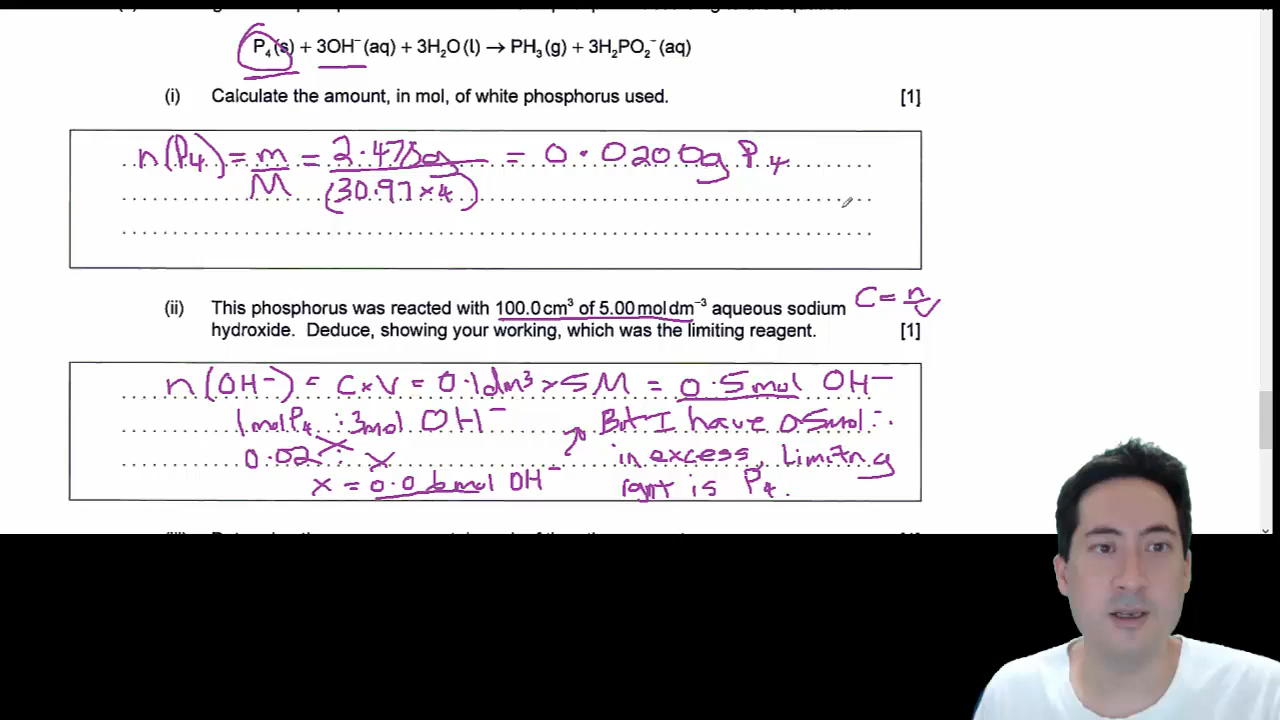 P₄(s) + 3OH⁻(aq) + 3H₂O(l) → PH₃(g) + 3H₂PO₂⁻(aq)
(i) Calculate the amount, in mol, of white phosphorus used. [1]
n(P₄) = m/M = 2.478g/(30.97×4) = 0.0200g P₄
(ii) This phosphorus was reacted with 100.0 cm³ of 5.00 mol dm⁻³ aqueous sodium
C = n/V
hydroxide. Deduce, showing your working, which was the limiting reagent. [1]
n(OH⁻) = C×V = 0.1dm³ × 5M = 0.5mol OH⁻
1mol P₄ : 3mol OH⁻
0.02 : x
x = 0.06mol OH⁻
But I have 0.5mol ∴
in excess, Limiting
is P₄.